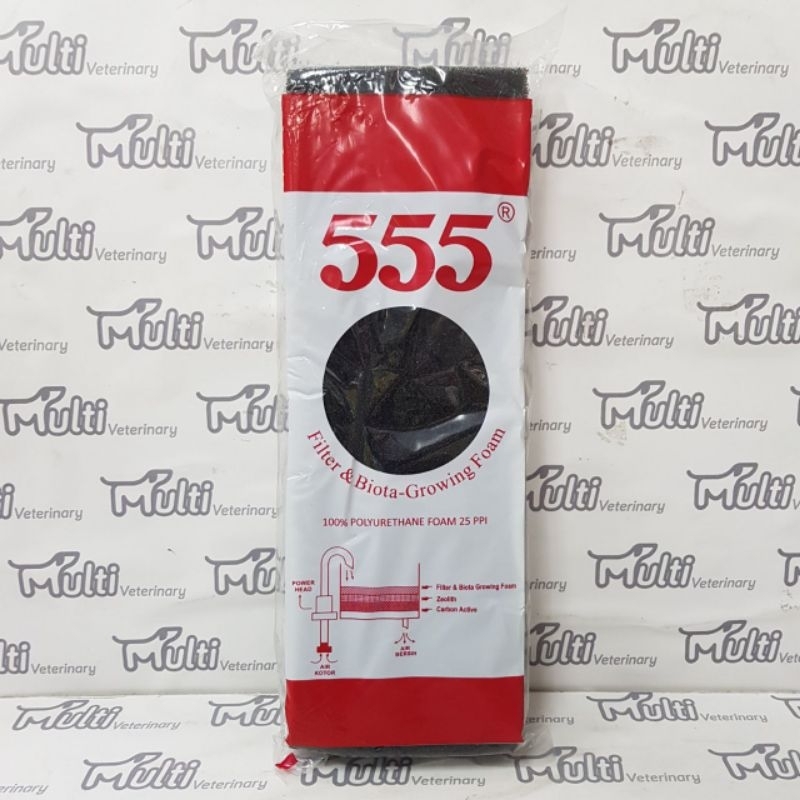 555®
Filter & Biota-Growing Foam
100% POLYURETHANE FOAM 25 PPI
POWER
HEAD
Filter & Biota Growing Foam
Zeolith
Carbon Active
AIR
BERSIH
AIR
KOTOR
Multi Veterinary